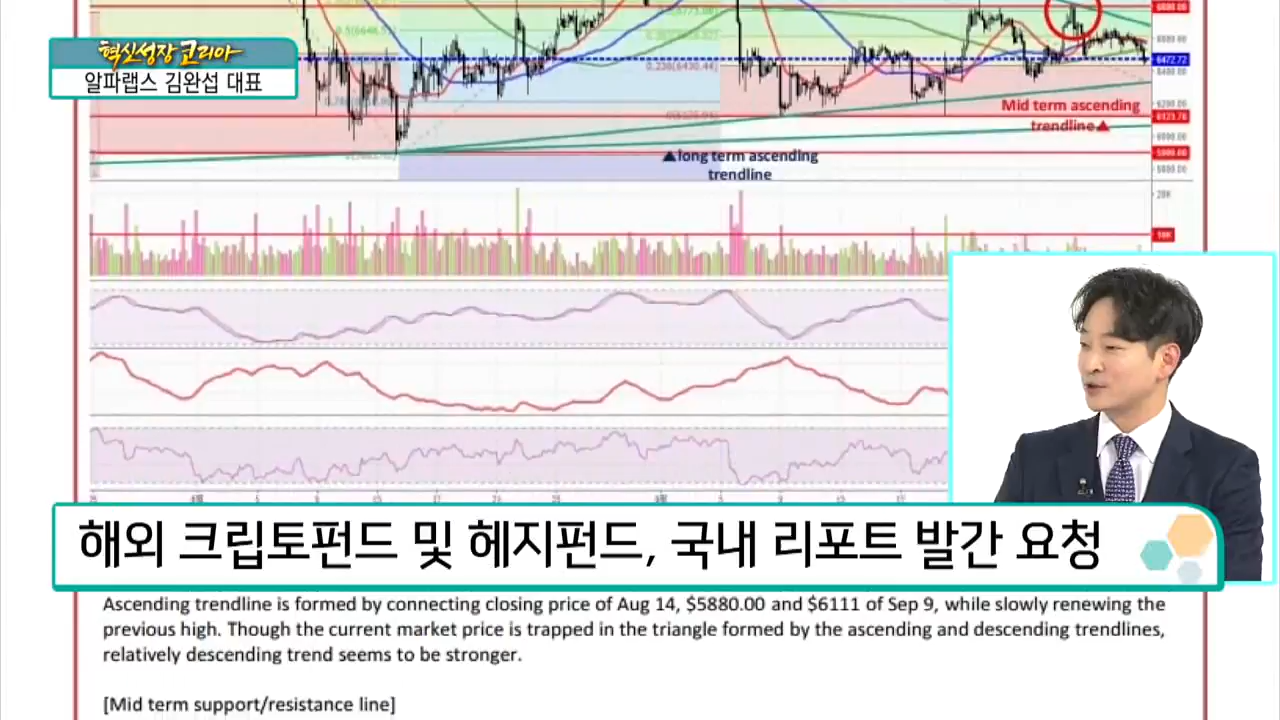 혁신성장 코리아
알파랩스 김완섭 대표
6472.72
0.236(6430.44)
Mid term ascending
trendline▲
▲long term ascending
trendline
20K
해외 크립토펀드 및 헤지펀드, 국내 리포트 발간 요청
Ascending trendline is formed by connecting closing price of Aug 14, $5880.00 and $6111 of Sep 9, while slowly renewing the
previous high. Though the current market price is trapped in the triangle formed by the ascending and descending trendlines,
relatively descending trend seems to be stronger.
[Mid term support/resistance line]